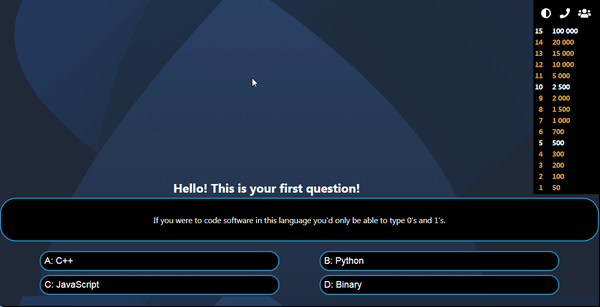 15 100 000
14 20 000
13 15 000
12 10 000
11 5 000
10 2 500
9 2 000
8 1 500
7 1 000
6 700
5 500
4 300
3 200
2 100
1 50
Hello! This is your first question!
If you were to code software in this language you'd only be able to type 0's and 1's.
A: C++
B: Python
C: JavaScript
D: Binary